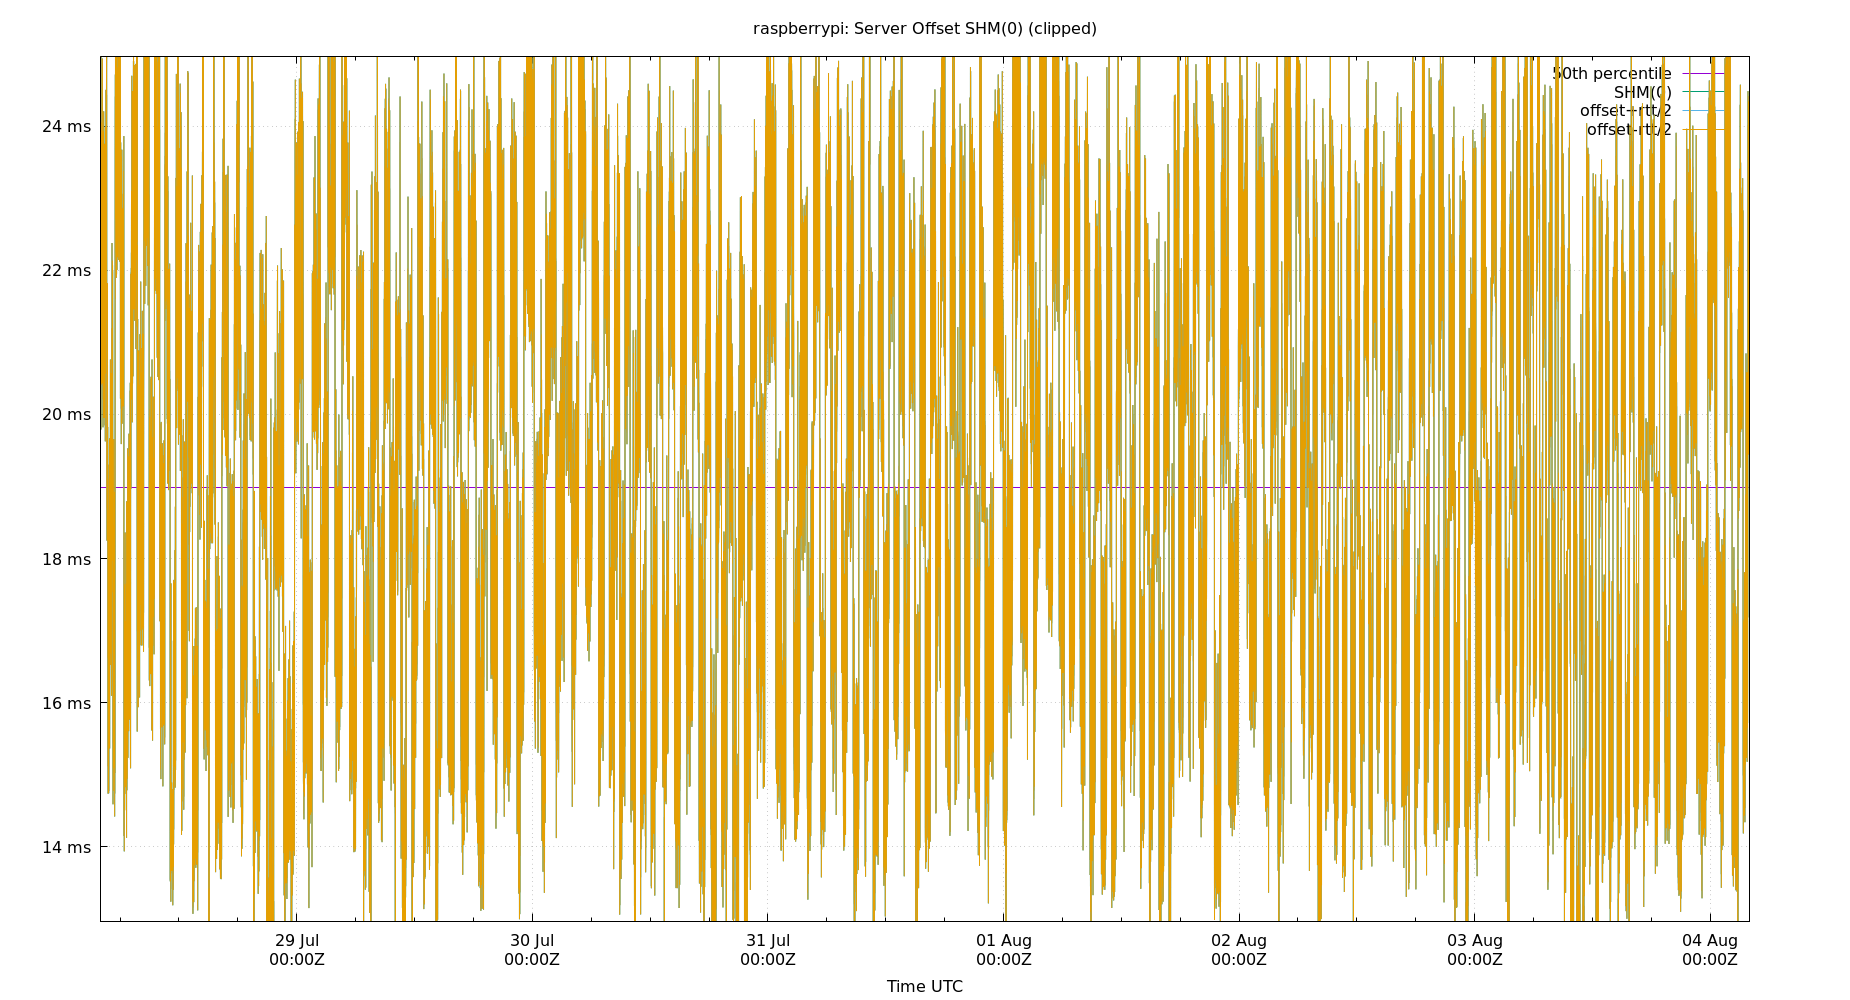 raspberrypi: Server Offset SHM(0) (clipped)
50th percentile
SHM(0)
offset+rtt/2
offset-rtt/2
24 ms
22 ms
20 ms
18 ms
16 ms
14 ms
29 Jul 30 Jul 31 Jul 01 Aug 02 Aug 03 Aug 04 Aug
00:00Z 00:00Z 00:00Z 00:00Z 00:00Z 00:00Z 00:00Z
Time UTC